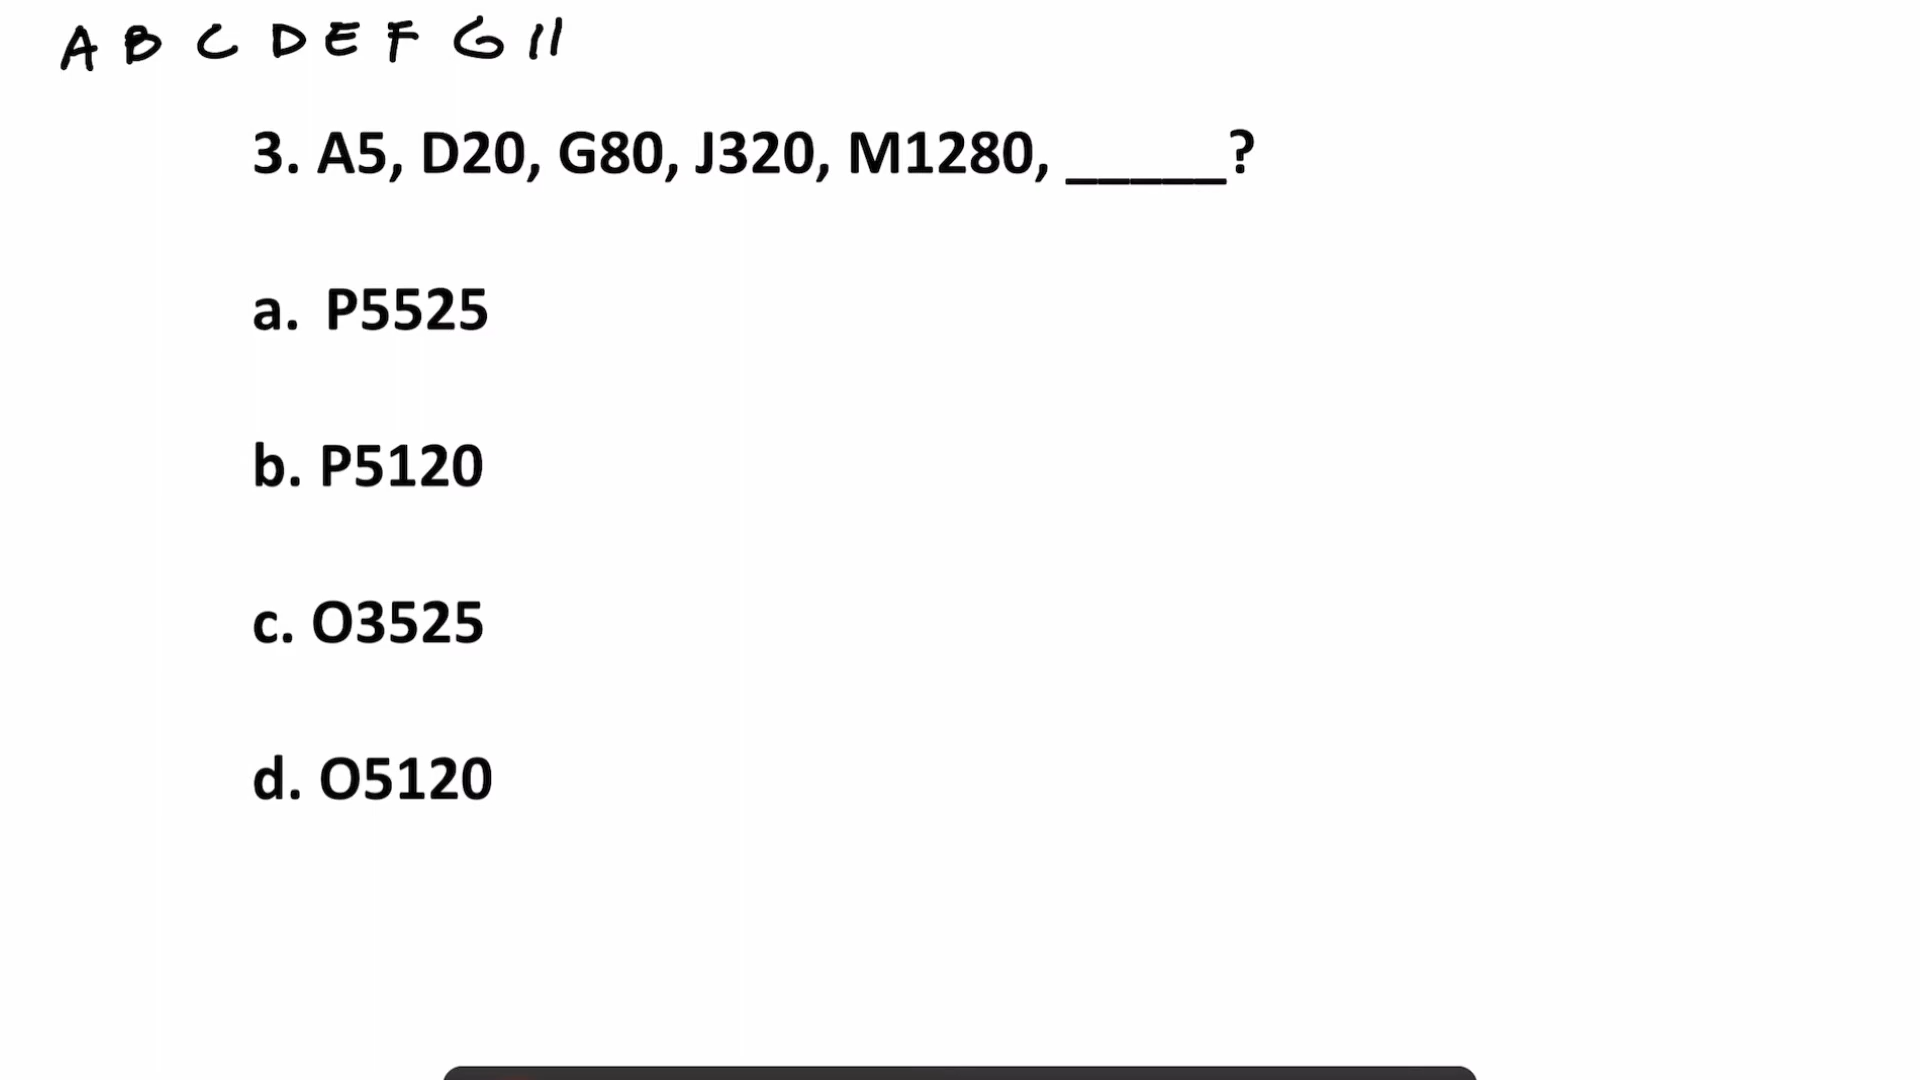 A B C D E F G
3. A5, D20, G80, J320, M1280, _____?
a. P5525
b. P5120
c. O3525
d. O5120